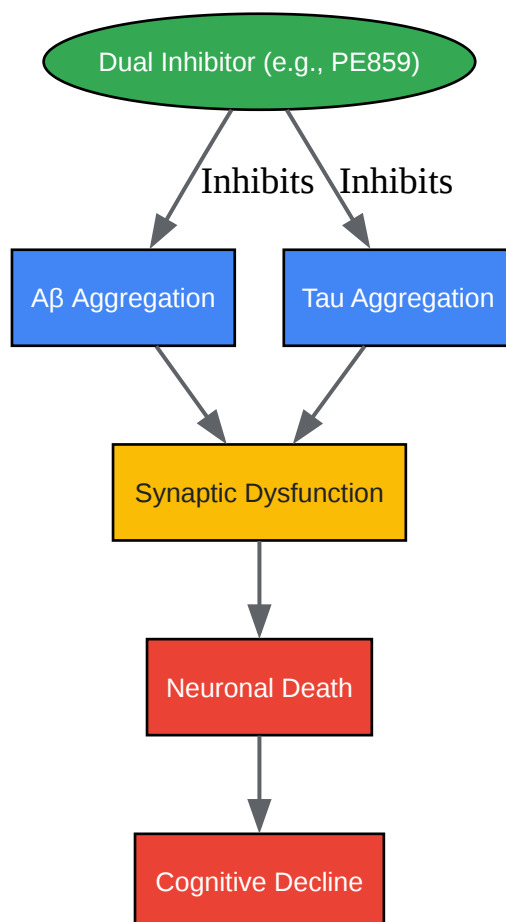 Dual Inhibitor (e.g., PE859)
Inhibits
Inhibits
Aβ Aggregation
Tau Aggregation
Synaptic Dysfunction
Neuronal Death
Cognitive Decline